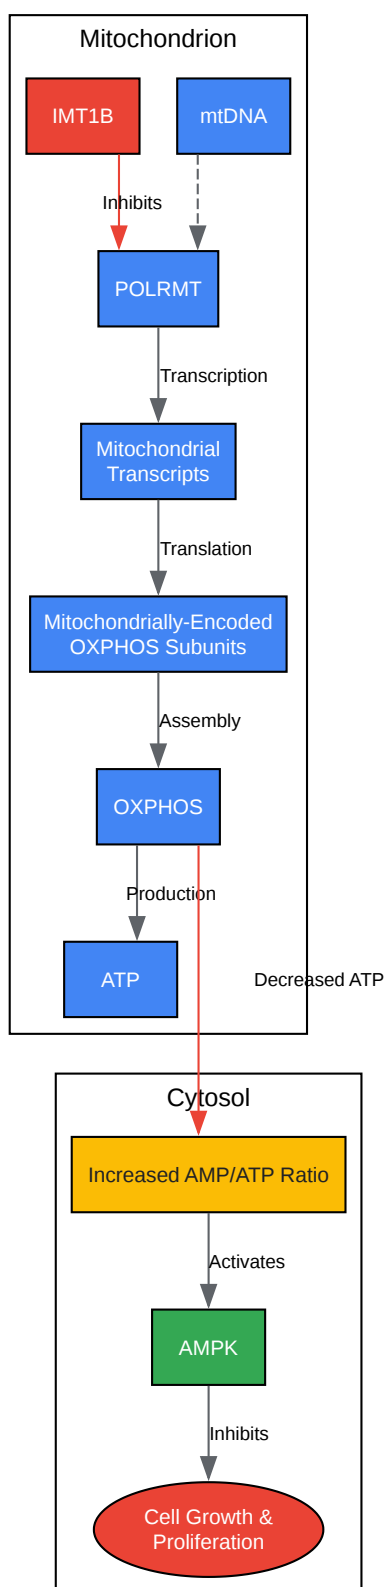 Mitochondrion
IMT1B
mtDNA
Inhibits
POLRMT
Transcription
Mitochondrial
Transcripts
Translation
Mitochondrially-Encoded
OXPHOS Subunits
Assembly
OXPHOS
Production
ATP
Decreased ATP
Cytosol
Increased AMP/ATP Ratio
Activates
AMPK
Inhibits
Cell Growth &
Proliferation